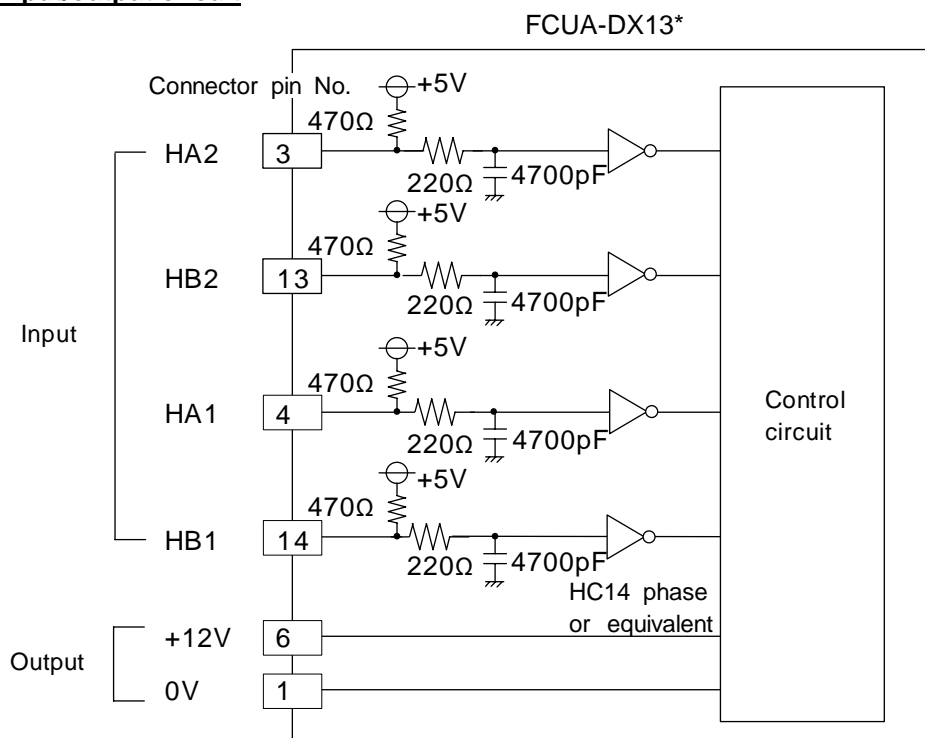 FCUA-DX13*
Connector pin No.
+5V
470Ω
HA2
3
220Ω
4700pF
+5V
470Ω
HB2
13
220Ω
4700pF
Input
+5V
470Ω
HA1
4
220Ω
4700pF
Control
circuit
+5V
470Ω
HB1
14
220Ω
4700pF
HC14 phase
or equivalent
Output
+12V
6
0V
1